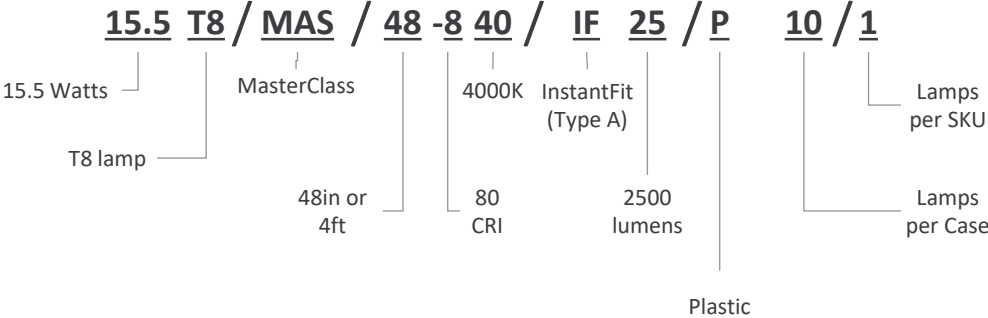 15.5 T8 / MAS / 48 -8 40 / IF 25 / P 10 / 1
15.5 Watts
MasterClass
4000K
InstantFit
(Type A)
Lamps
per SKU
T8 lamp
48in or
4ft
80
CRI
2500
lumens
Lamps
per Case
Plastic